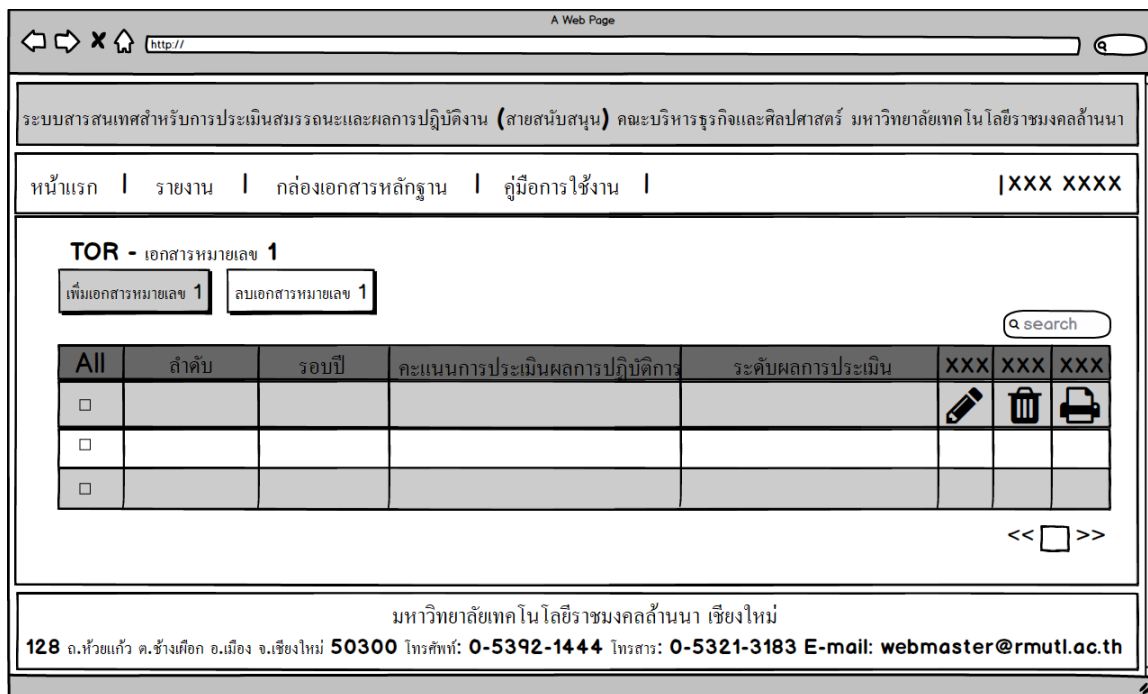 A Web Page
http://
ระบบสารสนเทศสำหรับการประเมินสมรรถนะและผลการปฎิบัติงาน (สายสนับสนุน) คณะบริหารธุรกิจและศิลปศาสตร์ มหาวิทยาลัยเทคโนโลยีราชมงคลล้านนา
หน้าแรก | รายงาน | กล่องเอกสารหลักฐาน | คู่มือการใช้งาน | |XXX XXXX
TOR - เอกสารหมายเลข 1
เพิ่มเอกสารหมายเลข 1 ลบเอกสารหมายเลข 1
search
All ลำดับ รอบปี คะแนนการประเมินผลการปฎิบัติการ ระดับผลการประเมิน XXX XXX XXX
<< >>
มหาวิทยาลัยเทคโนโลยีราชมงคลล้านนา เชียงใหม่
128 ถ.ห้วยแก้ว ต.ช้างเผือก อ.เมือง จ.เชียงใหม่ 50300 โทรศัพท์: 0-5392-1444 โทรสาร: 0-5321-3183 E-mail: webmaster@rmutl.ac.th